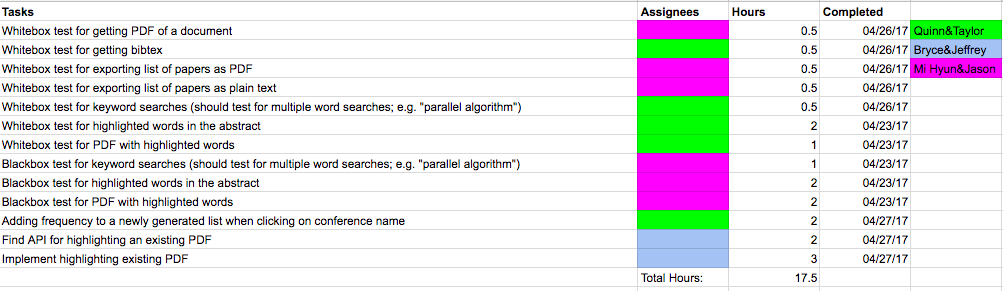 Tasks Assignees Hours Completed
Whitebox test for getting PDF of a document 0.5 04/26/17 Quinn&Taylor
Whitebox test for getting bibtex 0.5 04/26/17 Bryce&Jeffrey
Whitebox test for exporting list of papers as PDF 0.5 04/26/17 Mi Hyun&Jason
Whitebox test for exporting list of papers as plain text 0.5 04/26/17
Whitebox test for keyword searches (should test for multiple word searches; e.g. "parallel algorithm") 0.5 04/26/17
Whitebox test for highlighted words in the abstract 2 04/23/17
Whitebox test for PDF with highlighted words 1 04/23/17
Blackbox test for keyword searches (should test for multiple word searches; e.g. "parallel algorithm") 1 04/23/17
Blackbox test for highlighted words in the abstract 2 04/23/17
Blackbox test for PDF with highlighted words 2 04/23/17
Adding frequency to a newly generated list when clicking on conference name 2 04/27/17
Find API for highlighting an existing PDF 2 04/27/17
Implement highlighting existing PDF 3 04/27/17
Total Hours: 17.5